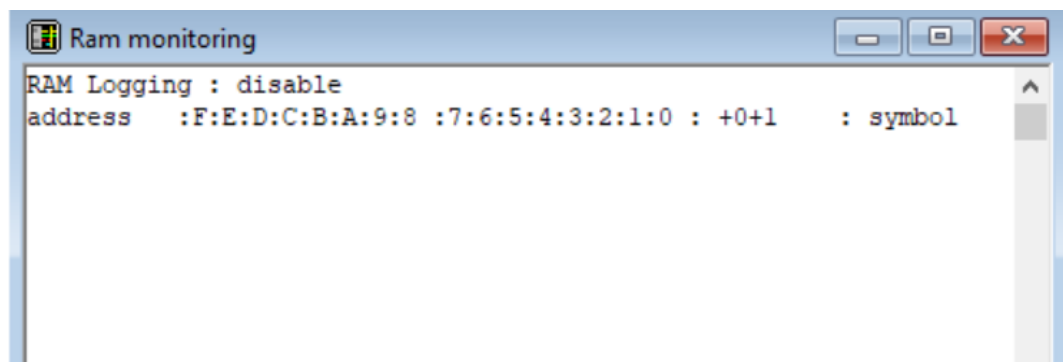 Ram monitoring
RAM Logging : disable
address   :F:E:D:C:B:A:9:8 :7:6:5:4:3:2:1:0 : +0+1    : symbol